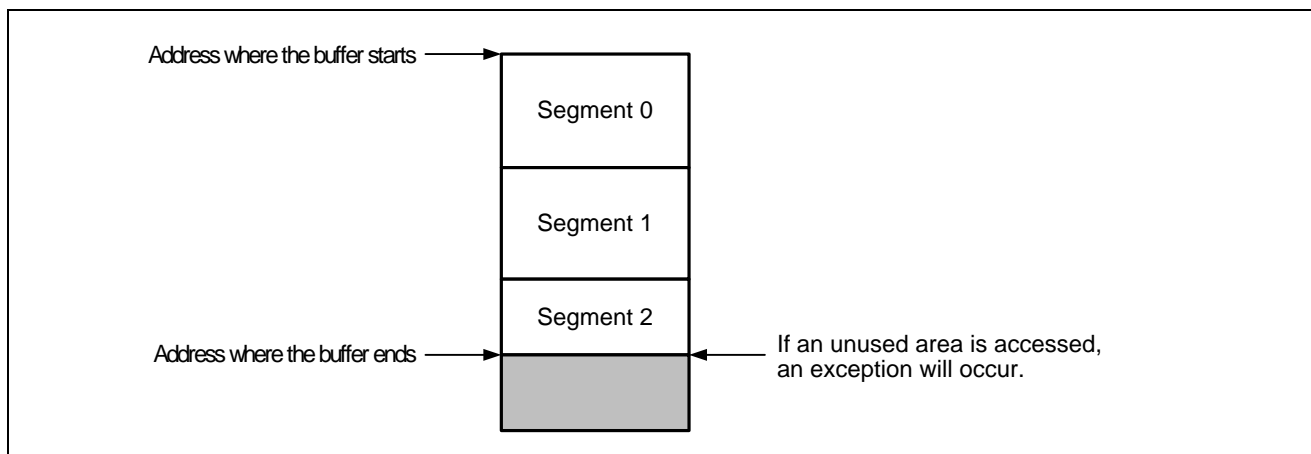 Address where the buffer starts
Segment 0
Segment 1
Segment 2
Address where the buffer ends
If an unused area is accessed,
an exception will occur.